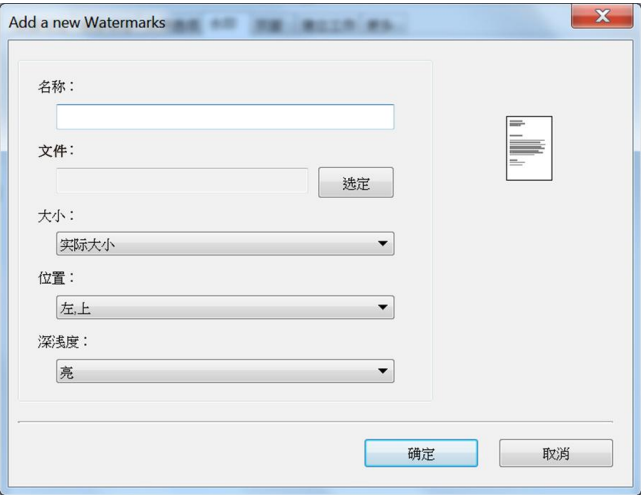 Add a new Watermarks
名称：
文件：
选定
大小：
实际大小
位置：
左,上
深浅度：
亮
确定
取消